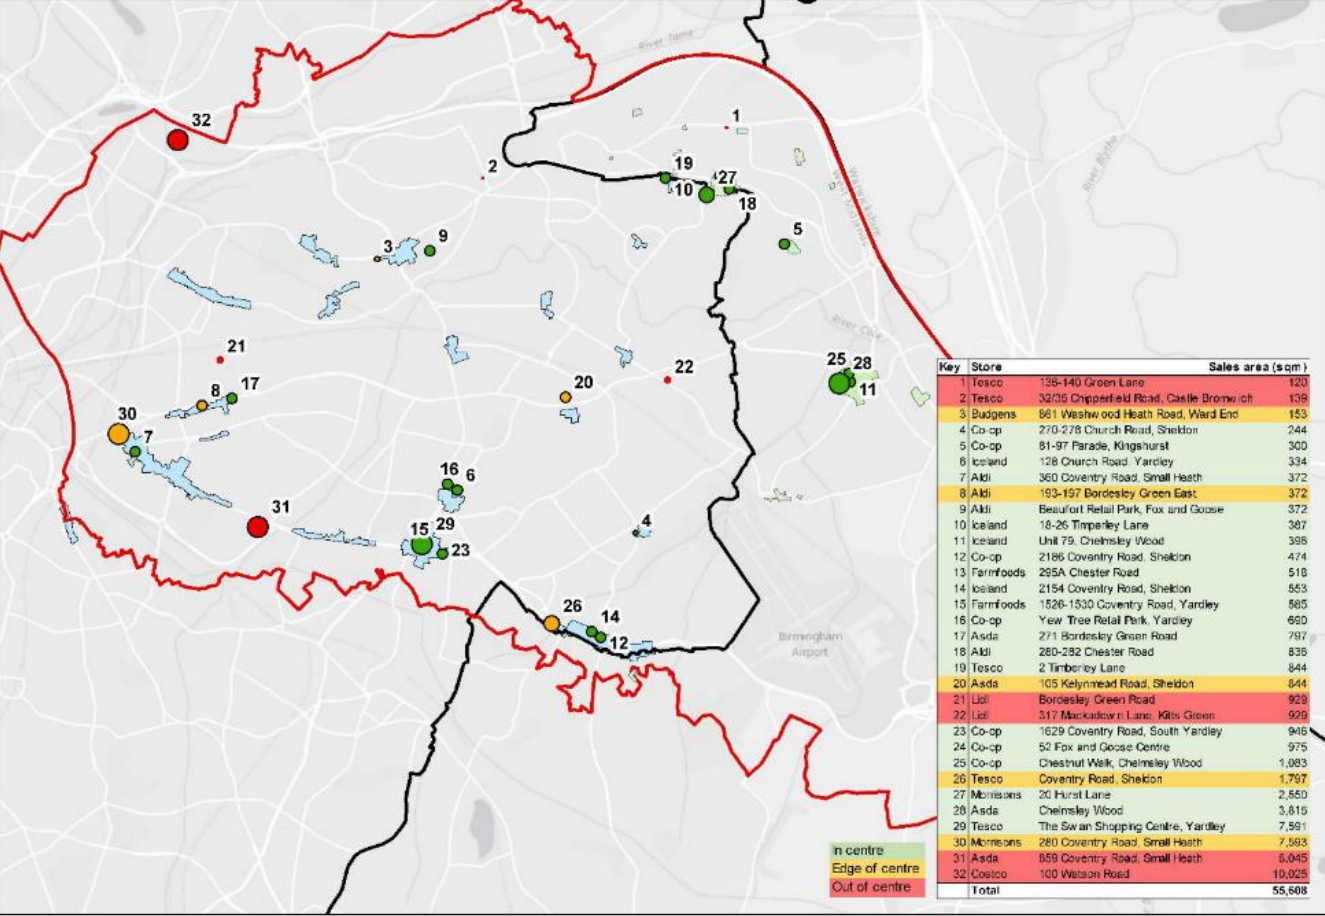 River Tame
32
1
2
19
27
10
18
River Blythe
Warwickshire
West Midlands
5
3
9
River Cole
21
25
28
22
11
8
17
20
30
7
16
6
31
29
15
4
23
26
14
12
Birmingham
Airport
In centre
Edge of centre
Out of centre
Key Store Sales area (sqm)
1 Tesco 136-140 Green Lane 120
2 Tesco 32/36 Chipperfield Road, Castle Bromwich 139
3 Budgens 861 Washwood Heath Road, Ward End 153
4 Co-op 270-278 Church Road, Sheldon 244
5 Co-op 81-97 Parade, Kingshurst 300
6 Iceland 128 Church Road, Yardley 334
7 Aldi 360 Coventry Road, Small Heath 372
8 Aldi 193-197 Bordesley Green East 372
9 Aldi Beaufort Retail Park, Fox and Goose 372
10 Iceland 18-26 Timperley Lane 387
11 Iceland Unit 79, Chelmsley Wood 396
12 Co-op 2186 Coventry Road, Sheldon 474
13 Farmfoods 295A Chester Road 518
14 Iceland 2154 Coventry Road, Sheldon 553
15 Farmfoods 1526-1530 Coventry Road, Yardley 585
16 Co-op Yew Tree Retail Park, Yardley 690
17 Asda 271 Bordesley Green Road 797
18 Aldi 280-282 Chester Road 836
19 Tesco 2 Timberley Lane 844
20 Asda 105 Kelynmead Road, Sheldon 844
21 Lidl Bordesley Green Road 929
22 Lidl 317 Mackadown Lane, Kitts Green 929
23 Co-op 1629 Coventry Road, South Yardley 946
24 Co-op 52 Fox and Goose Centre 975
25 Co-op Chestnut Walk, Chelmsley Wood 1,083
26 Tesco Coventry Road, Sheldon 1,797
27 Morrisons 20 Hurst Lane 2,550
28 Asda Chelmsley Wood 3,815
29 Tesco The Swan Shopping Centre, Yardley 7,591
30 Morrisons 280 Coventry Road, Small Heath 7,593
31 Asda 859 Coventry Road, Small Heath 8,045
32 Costco 100 Watson Road 10,025
Total 55,608